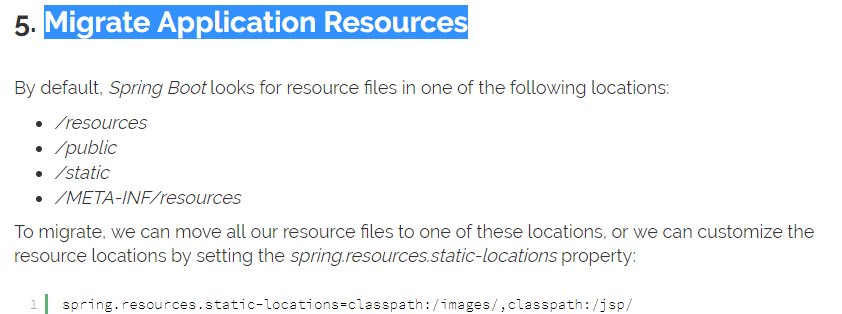 5. Migrate Application Resources
By default, Spring Boot looks for resource files in one of the following locations:
• /resources
• /public
• /static
• /META-INF/resources
To migrate, we can move all our resource files to one of these locations, or we can customize the
resource locations by setting the spring.resources.static-locations property:
1 spring.resources.static-locations=classpath:/images/,classpath:/jsp/